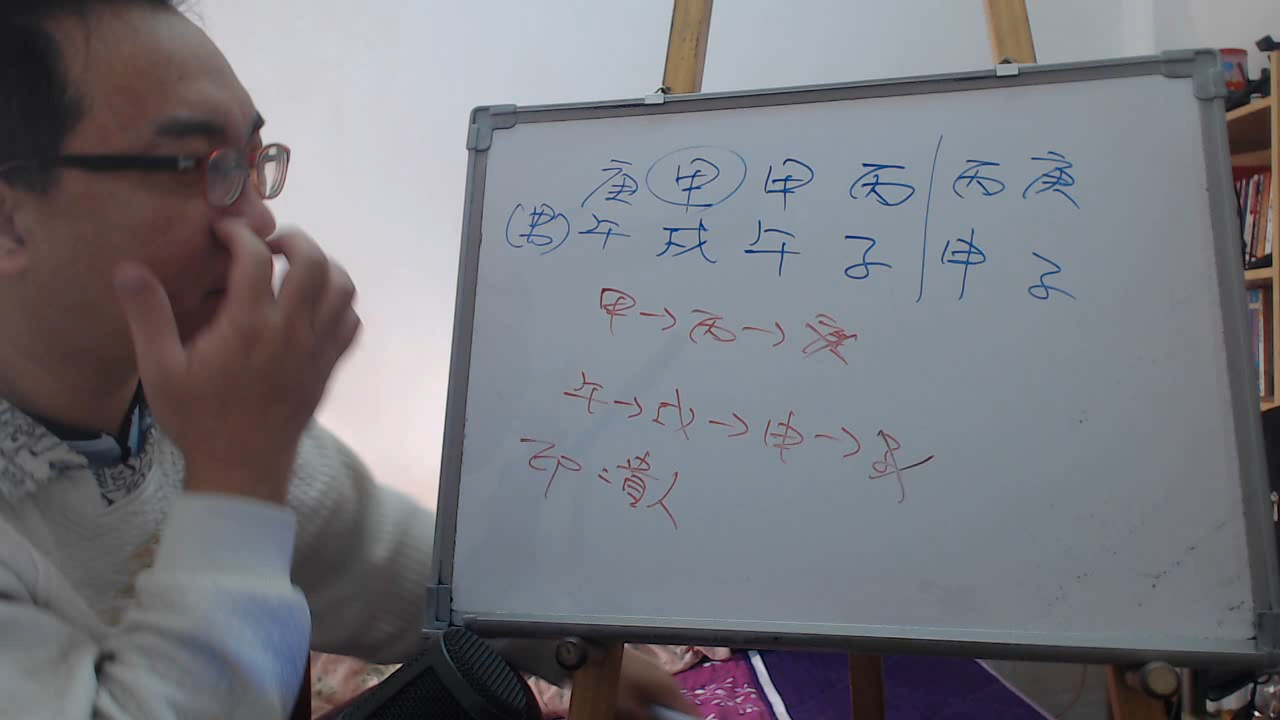 庚 甲 甲 丙 | 丙 庚
(男) 午 戌 午 子 | 申 子
甲→丙→庚
午→戌→申→子
印:貴人